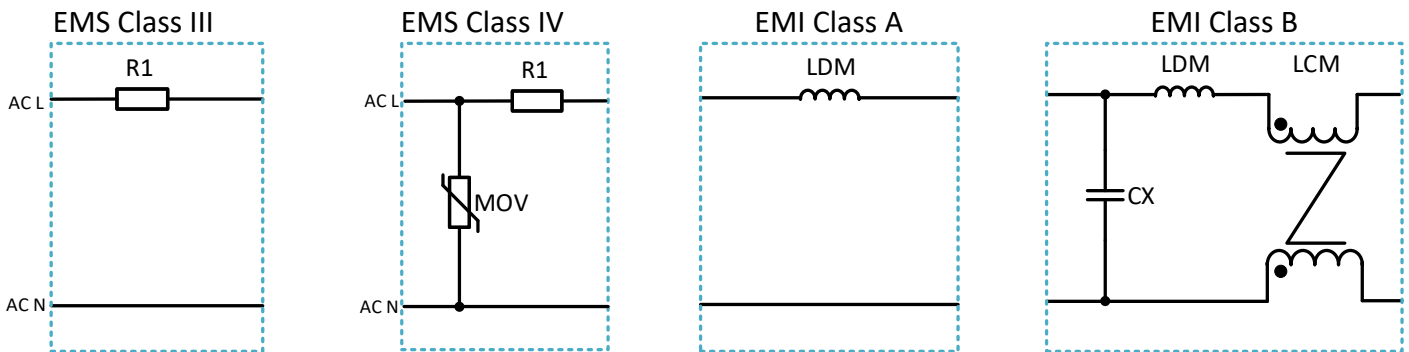 EMS Class III
EMS Class IV
EMI Class A
EMI Class B
R1
R1
LDM
LDM
LCM
AC L
AC L
MOV
CX
AC N
AC N